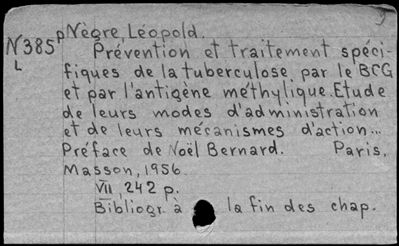 pNègre, Léopold.
N385 Prévention et traitement spéci-
L fiques de la tuberculose par le BCG
et par l'antigène méthylique. Etude
de leurs modes d'administration
et de leurs mécanismes d'action...
Préface de Noël Bernard. Paris,
Masson, 1956.
VII, 242 p.
Bibliogr. à la fin des chap.